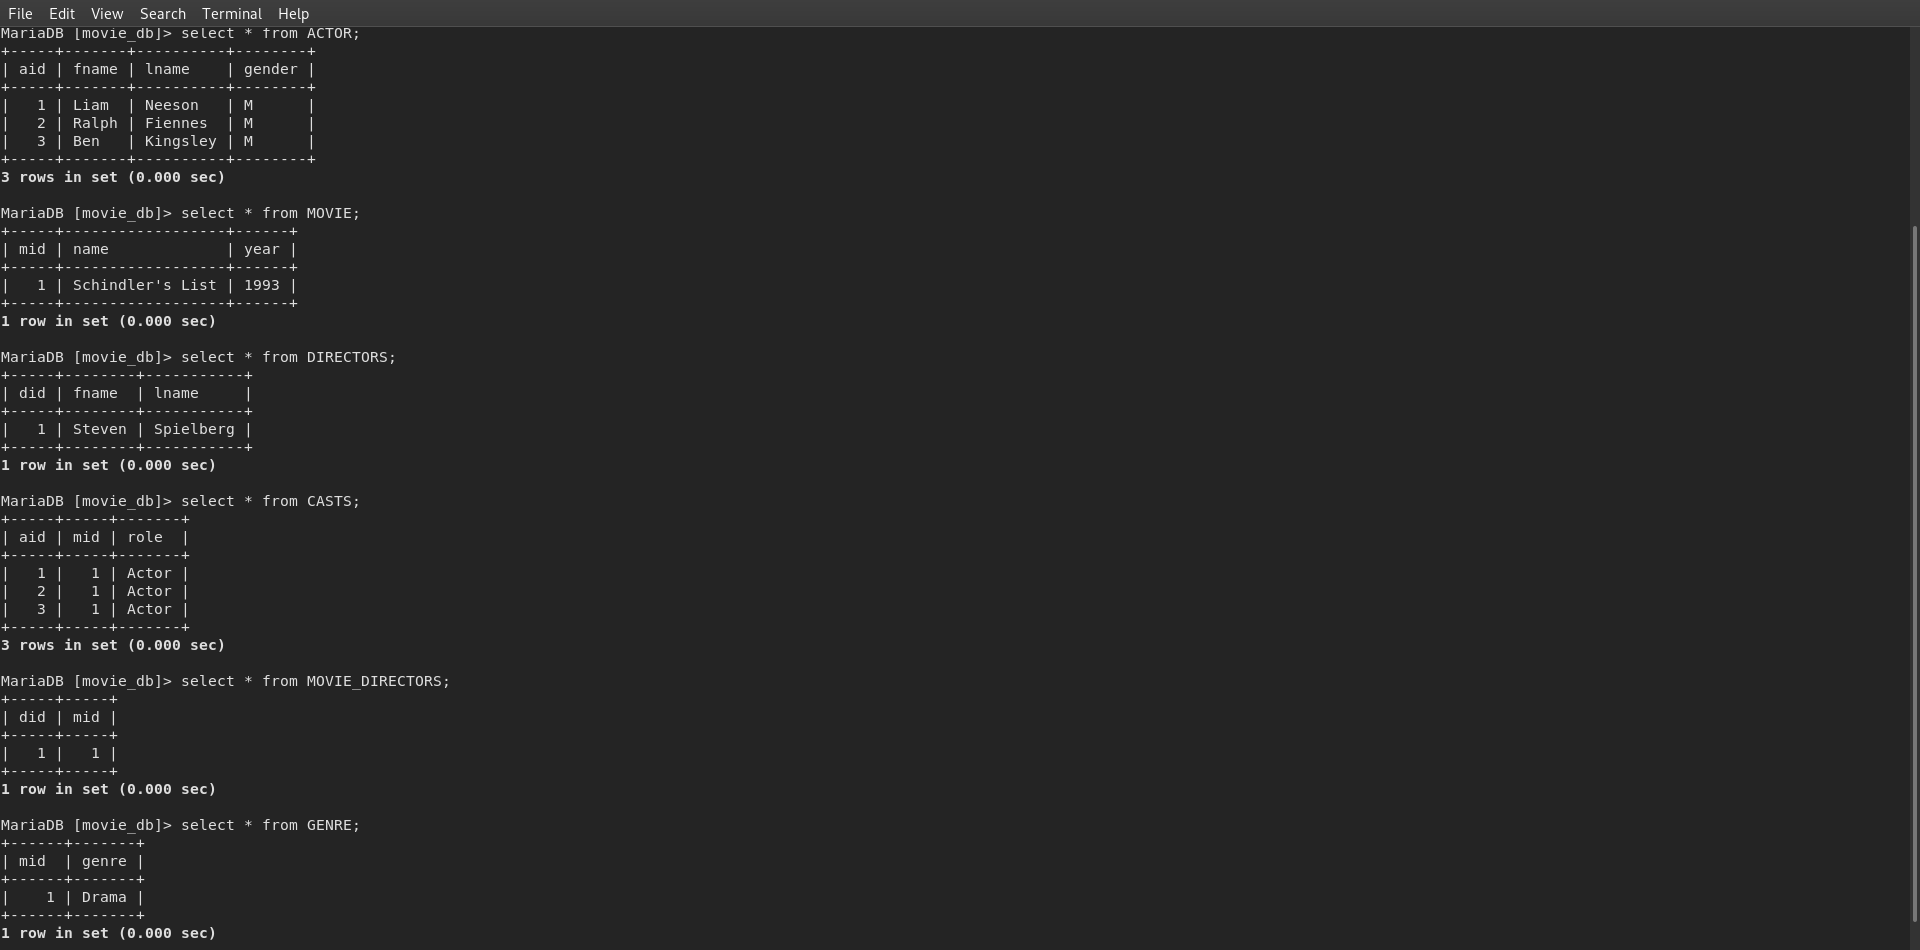 File Edit View Search Terminal Help
MariaDB [movie_db]> select * from ACTOR;
+-----+-------+----------+--------+
| aid | fname | lname    | gender |
+-----+-------+----------+--------+
|   1 | Liam  | Neeson   | M      |
|   2 | Ralph | Fiennes  | M      |
|   3 | Ben   | Kingsley | M      |
+-----+-------+----------+--------+
3 rows in set (0.000 sec)

MariaDB [movie_db]> select * from MOVIE;
+-----+------------------+------+
| mid | name             | year |
+-----+------------------+------+
|   1 | Schindler's List | 1993 |
+-----+------------------+------+
1 row in set (0.000 sec)

MariaDB [movie_db]> select * from DIRECTORS;
+-----+--------+-----------+
| did | fname  | lname     |
+-----+--------+-----------+
|   1 | Steven | Spielberg |
+-----+--------+-----------+
1 row in set (0.000 sec)

MariaDB [movie_db]> select * from CASTS;
+-----+-----+-------+
| aid | mid | role  |
+-----+-----+-------+
|   1 |   1 | Actor |
|   2 |   1 | Actor |
|   3 |   1 | Actor |
+-----+-----+-------+
3 rows in set (0.000 sec)

MariaDB [movie_db]> select * from MOVIE_DIRECTORS;
+-----+-----+
| did | mid |
+-----+-----+
|   1 |   1 |
+-----+-----+
1 row in set (0.000 sec)

MariaDB [movie_db]> select * from GENRE;
+------+-------+
| mid  | genre |
+------+-------+
|    1 | Drama |
+------+-------+
1 row in set (0.000 sec)